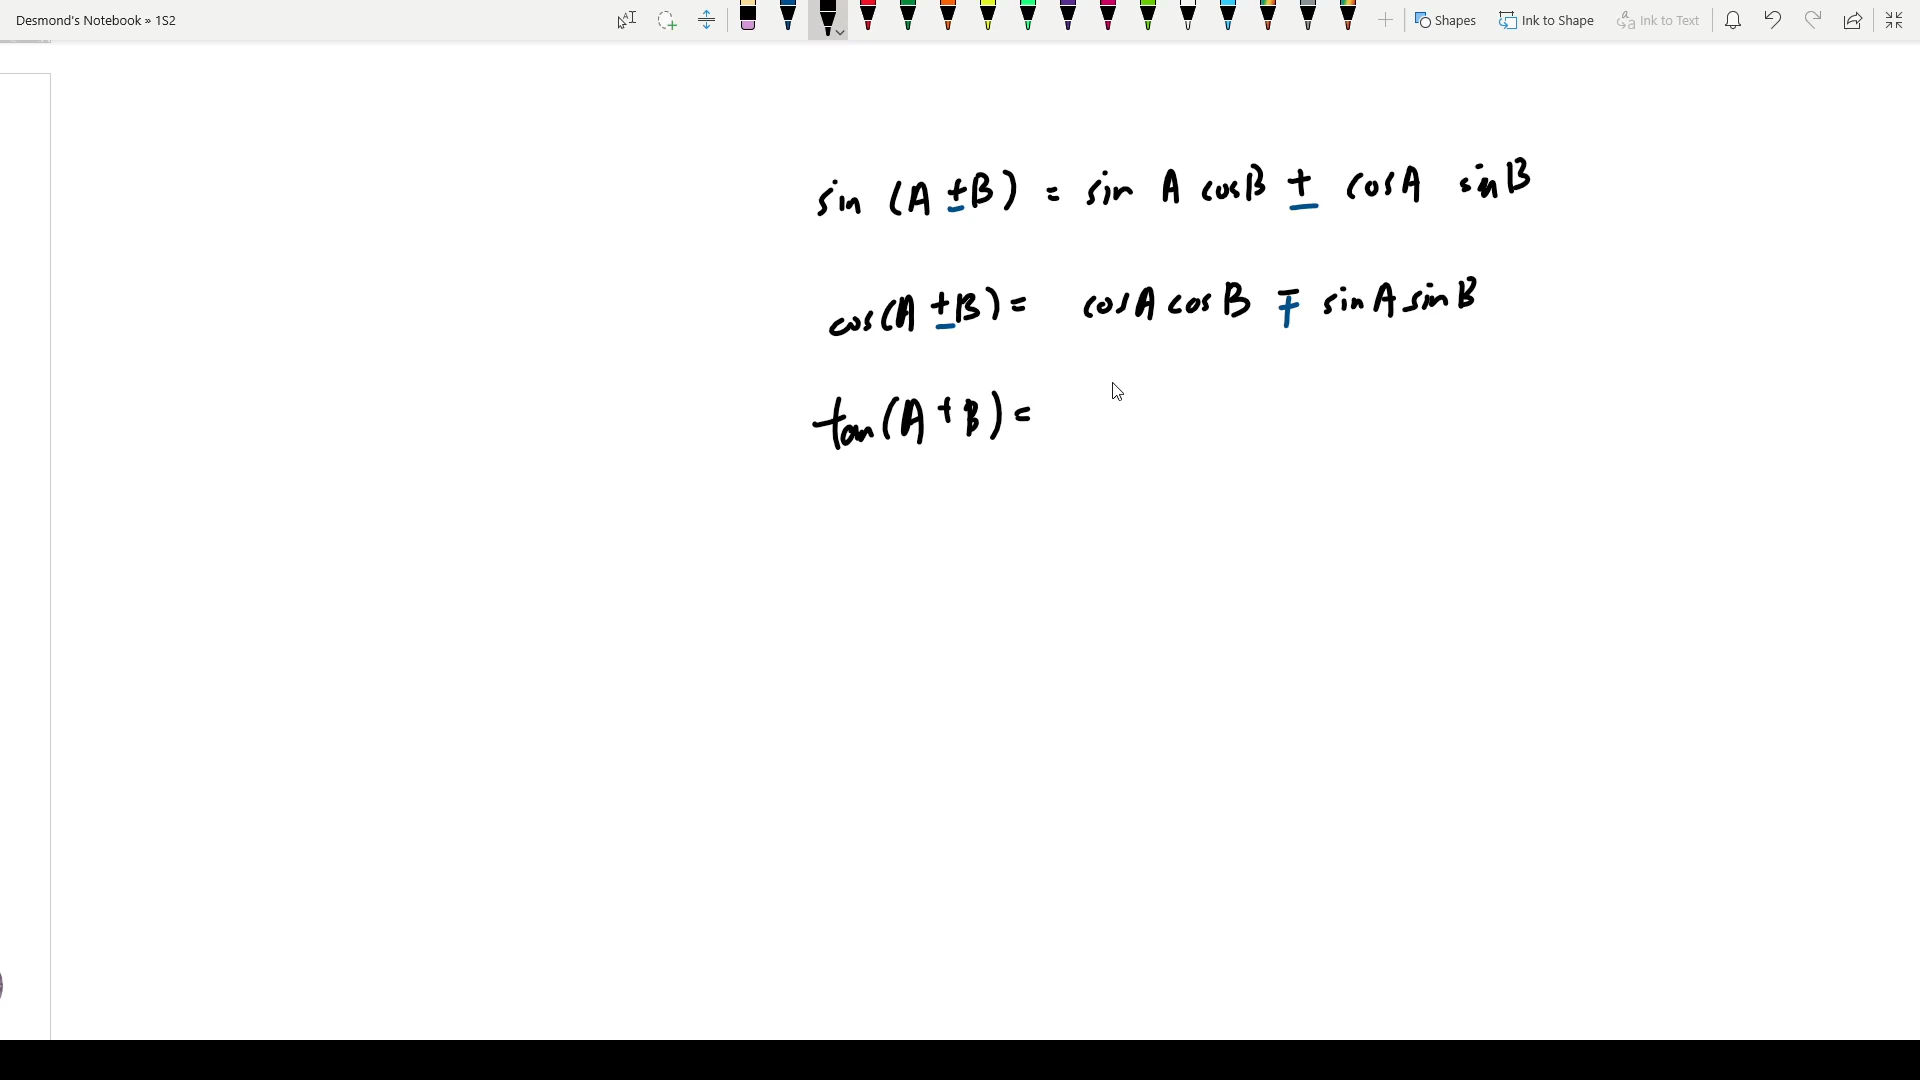 Desmond's Notebook » 1S2
Shapes
Ink to Shape
Ink to Text
sin (A ± B) = sin A cos B ± cos A sin B
cos (A ± B) = cos A cos B ∓ sin A sin B
tan (A + B) =